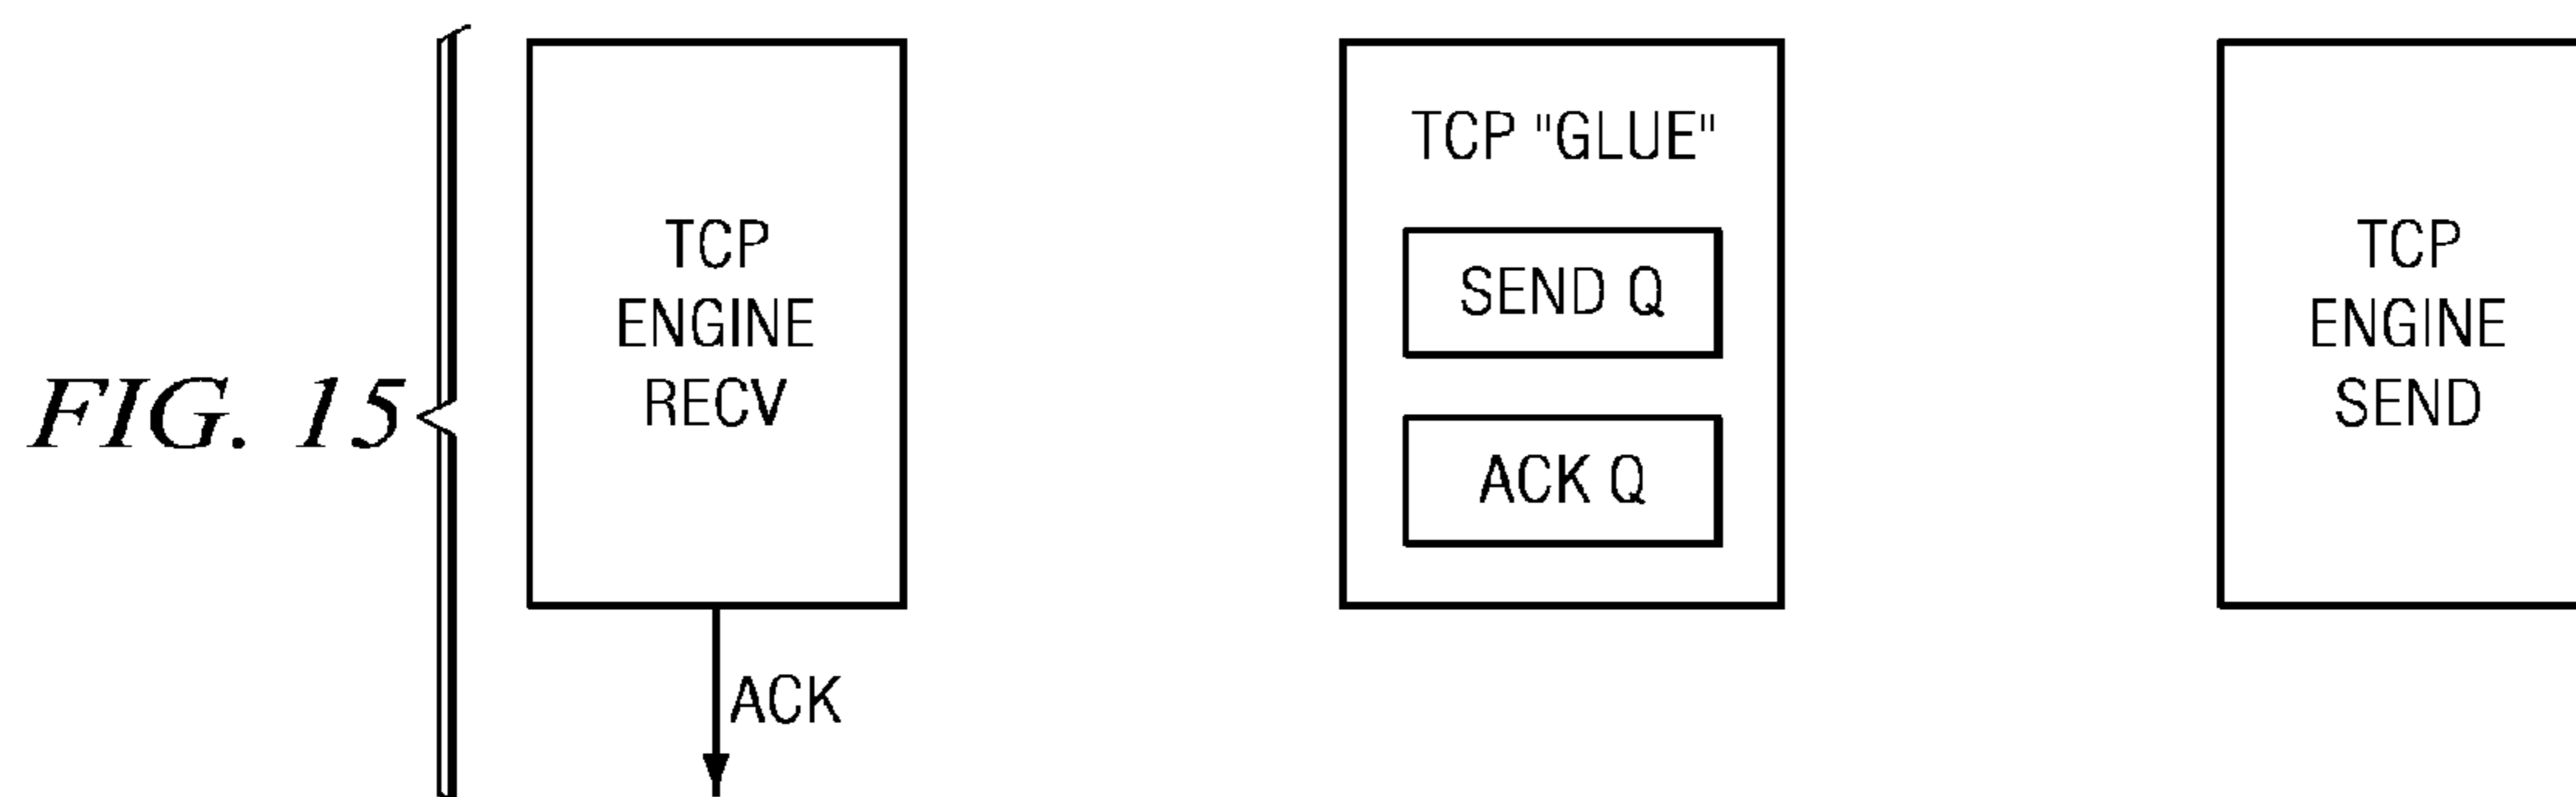 FIG. 15
TCP
ENGINE
RECV
ACK
TCP "GLUE"
SEND Q
ACK Q
TCP
ENGINE
SEND